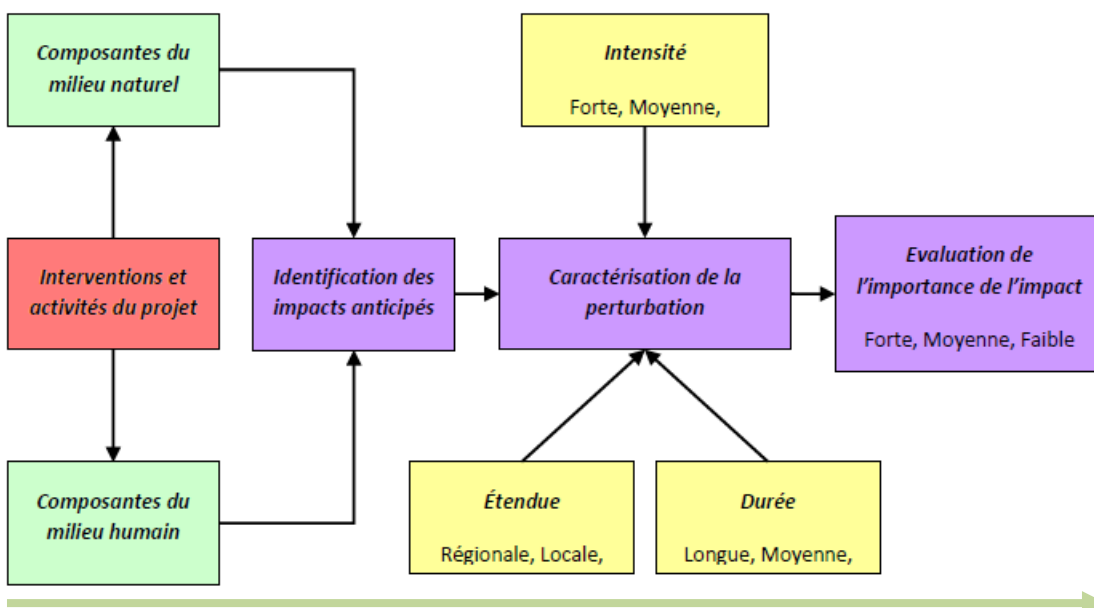 Composantes du
milieu naturel
Intensité
Forte, Moyenne,
Interventions et
activités du projet
Identification des
impacts anticipés
Caractérisation de la
perturbation
Evaluation de
l'importance de l'impact
Forte, Moyenne, Faible
Composantes du
milieu humain
Étendue
Régionale, Locale,
Durée
Longue, Moyenne,